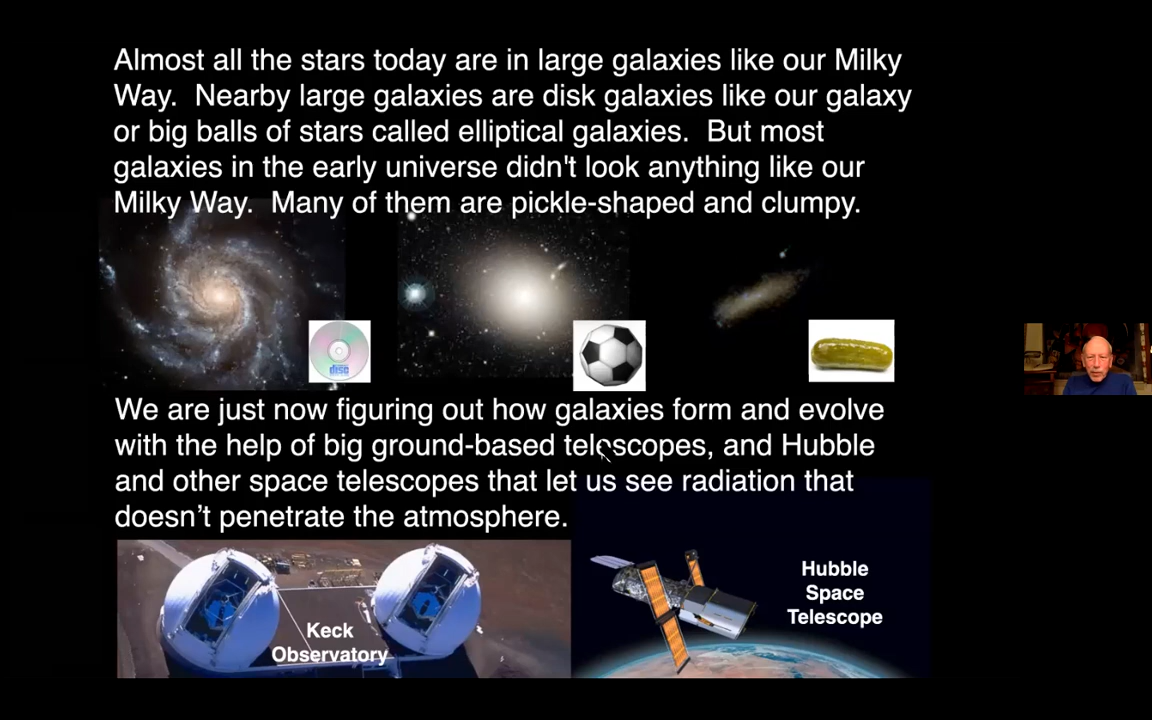 Almost all the stars today are in large galaxies like our Milky
Way. Nearby large galaxies are disk galaxies like our galaxy
or big balls of stars called elliptical galaxies. But most
galaxies in the early universe didn't look anything like our
Milky Way. Many of them are pickle-shaped and clumpy.
disc
We are just now figuring out how galaxies form and evolve
with the help of big ground-based telescopes, and Hubble
and other space telescopes that let us see radiation that
doesn’t penetrate the atmosphere.
Keck
Observatory
Hubble
Space
Telescope